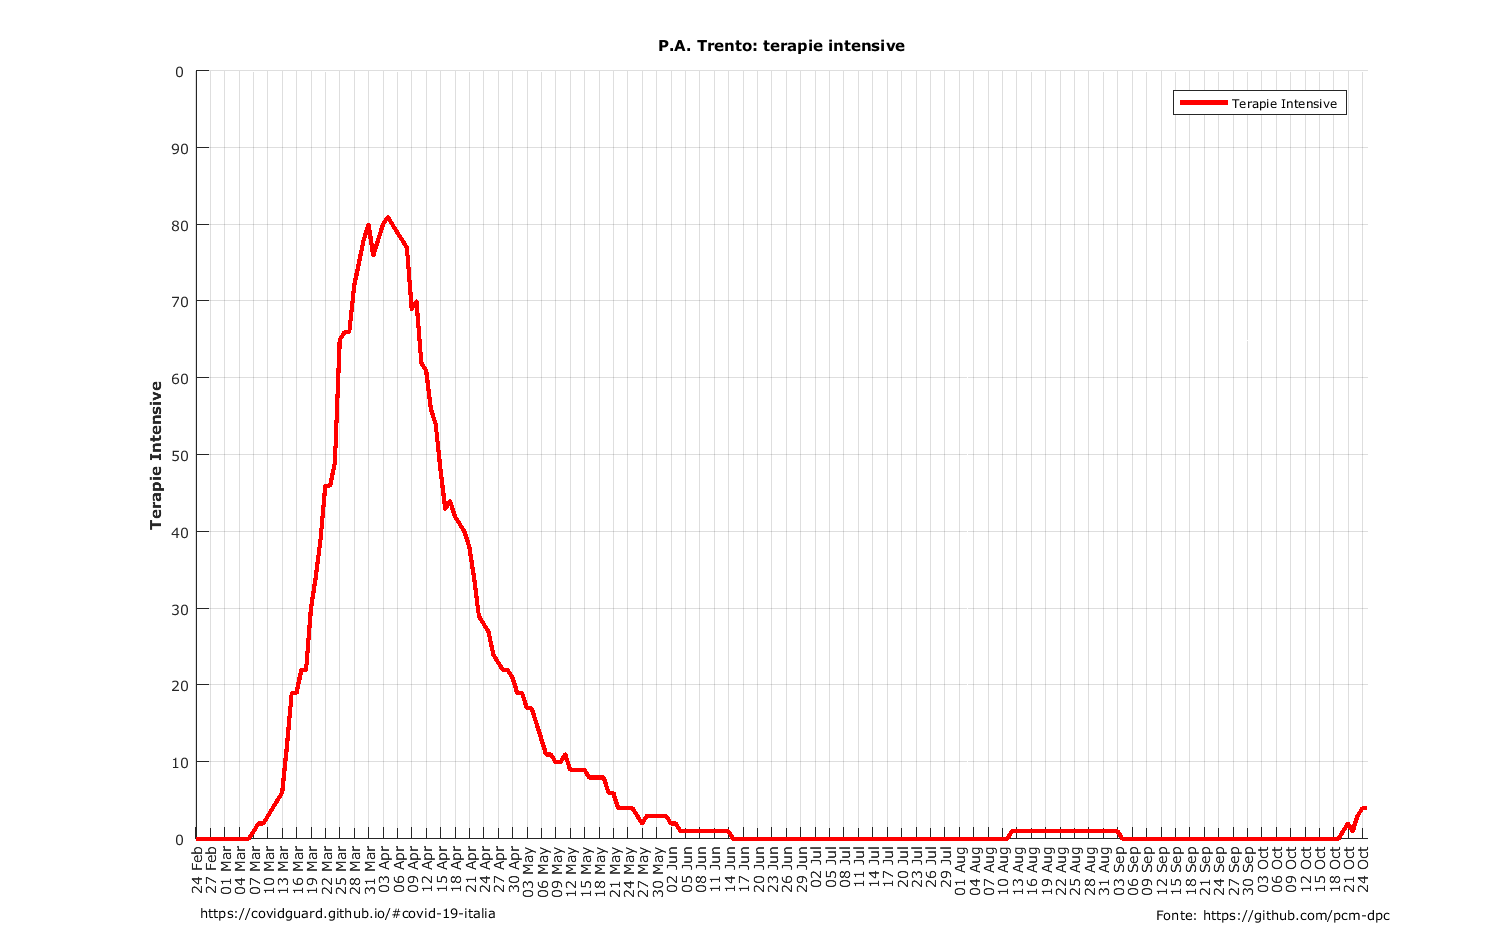 P.A. Trento: terapie intensive
0
Terapie Intensive
90
80
70
60
50
40
30
20
10
0
Terapie Intensive
24 Feb
27 Feb
01 Mar
04 Mar
07 Mar
10 Mar
13 Mar
16 Mar
19 Mar
22 Mar
25 Mar
28 Mar
31 Mar
03 Apr
06 Apr
09 Apr
12 Apr
15 Apr
18 Apr
21 Apr
24 Apr
27 Apr
30 Apr
03 May
06 May
09 May
12 May
15 May
18 May
21 May
24 May
27 May
30 May
02 Jun
05 Jun
08 Jun
11 Jun
14 Jun
17 Jun
20 Jun
23 Jun
26 Jun
29 Jun
02 Jul
05 Jul
08 Jul
11 Jul
14 Jul
17 Jul
20 Jul
23 Jul
26 Jul
29 Jul
01 Aug
04 Aug
07 Aug
10 Aug
13 Aug
16 Aug
19 Aug
22 Aug
25 Aug
28 Aug
31 Aug
03 Sep
06 Sep
09 Sep
12 Sep
15 Sep
18 Sep
21 Sep
24 Sep
27 Sep
30 Sep
03 Oct
06 Oct
09 Oct
12 Oct
15 Oct
18 Oct
21 Oct
24 Oct
https://covidguard.github.io/#covid-19-italia
Fonte: https://github.com/pcm-dpc